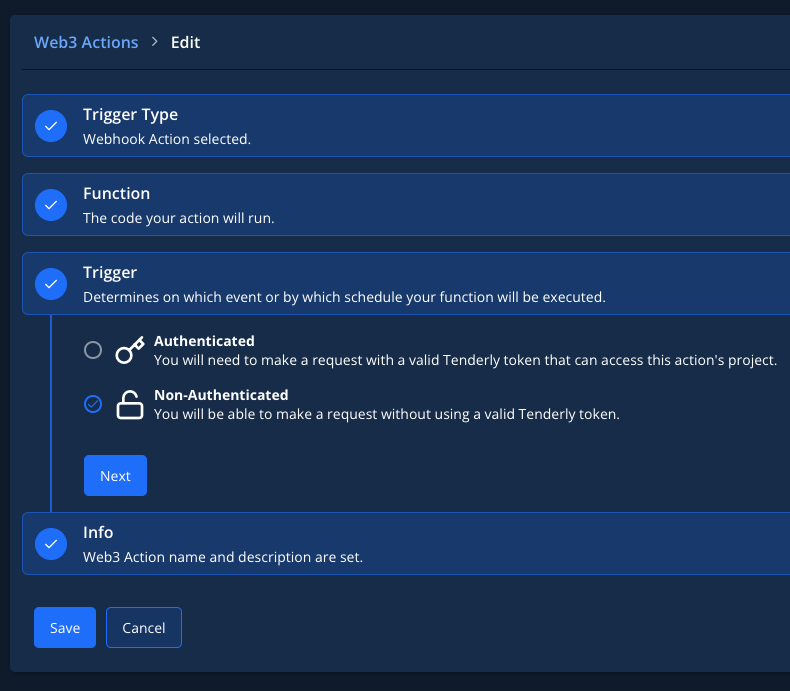 Web3 Actions > Edit
Trigger Type
Webhook Action selected.
Function
The code your action will run.
Trigger
Determines on which event or by which schedule your function will be executed.
Authenticated
You will need to make a request with a valid Tenderly token that can access this action's project.
Non-Authenticated
You will be able to make a request without using a valid Tenderly token.
Next
Info
Web3 Action name and description are set.
Save Cancel